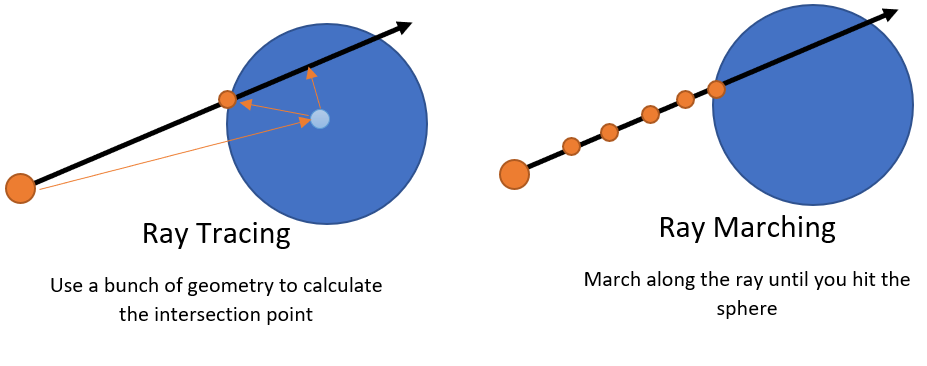 Ray Tracing
Use a bunch of geometry to calculate
the intersection point
Ray Marching
March along the ray until you hit the
sphere